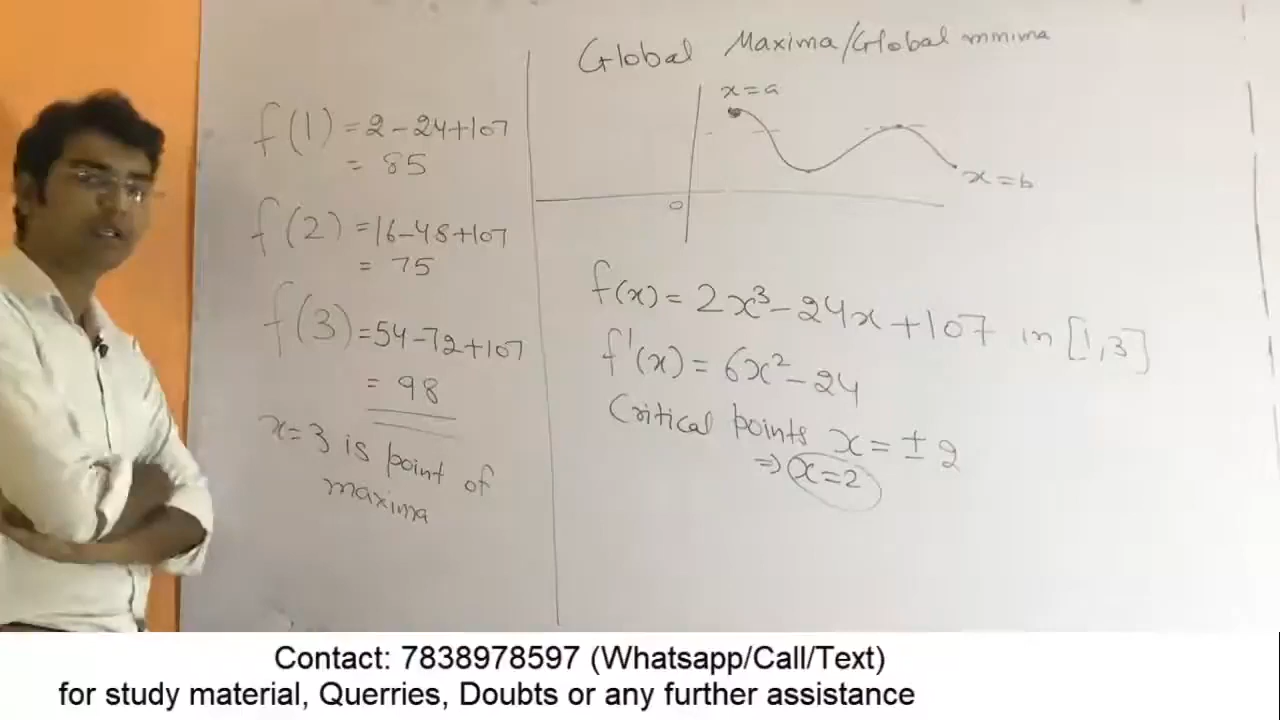 Global Maxima/Global minima
x=a
x=b
0
f(x) = 2x³-24x+107 in [1,3]
f'(x) = 6x²-24
Critical points x = ± 2
⇒ x=2
f(1) = 2-24+107
= 85
f(2) = 16-48+107
= 75
f(3) = 54-72+107
= 98
x=3 is point of
maxima
Contact: 7838978597 (Whatsapp/Call/Text)
for study material, Querries, Doubts or any further assistance